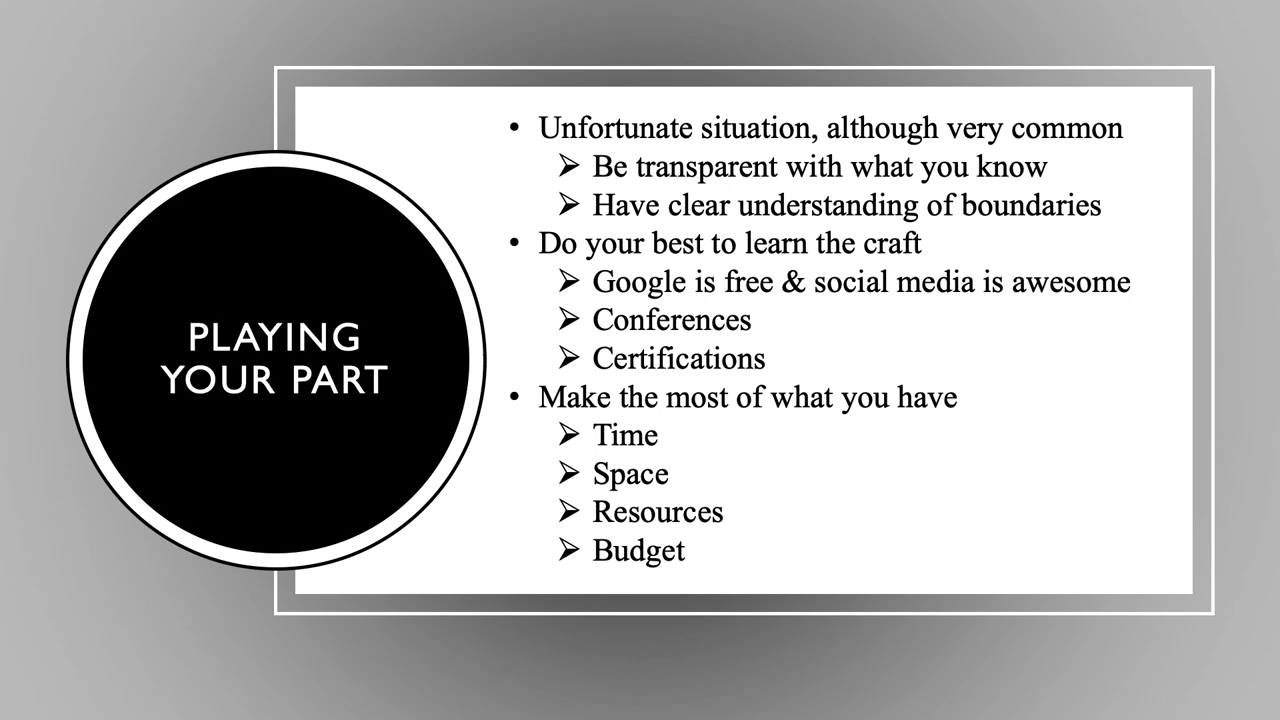 PLAYING
YOUR PART
• Unfortunate situation, although very common
➢ Be transparent with what you know
➢ Have clear understanding of boundaries
• Do your best to learn the craft
➢ Google is free & social media is awesome
➢ Conferences
➢ Certifications
• Make the most of what you have
➢ Time
➢ Space
➢ Resources
➢ Budget